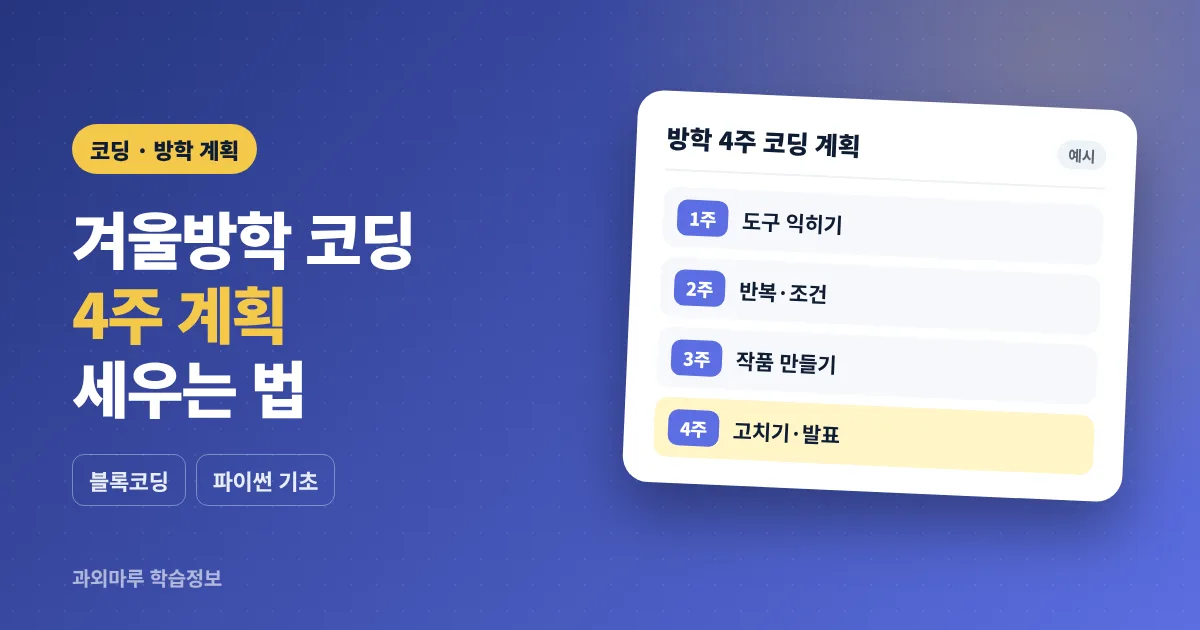 코딩 · 방학 계획
겨울방학 코딩
4주 계획
세우는 법
블록코딩
파이썬 기초
과외마루 학습정보
방학 4주 코딩 계획
예시
1주 도구 익히기
2주 반복·조건
3주 작품 만들기
4주 고치기·발표